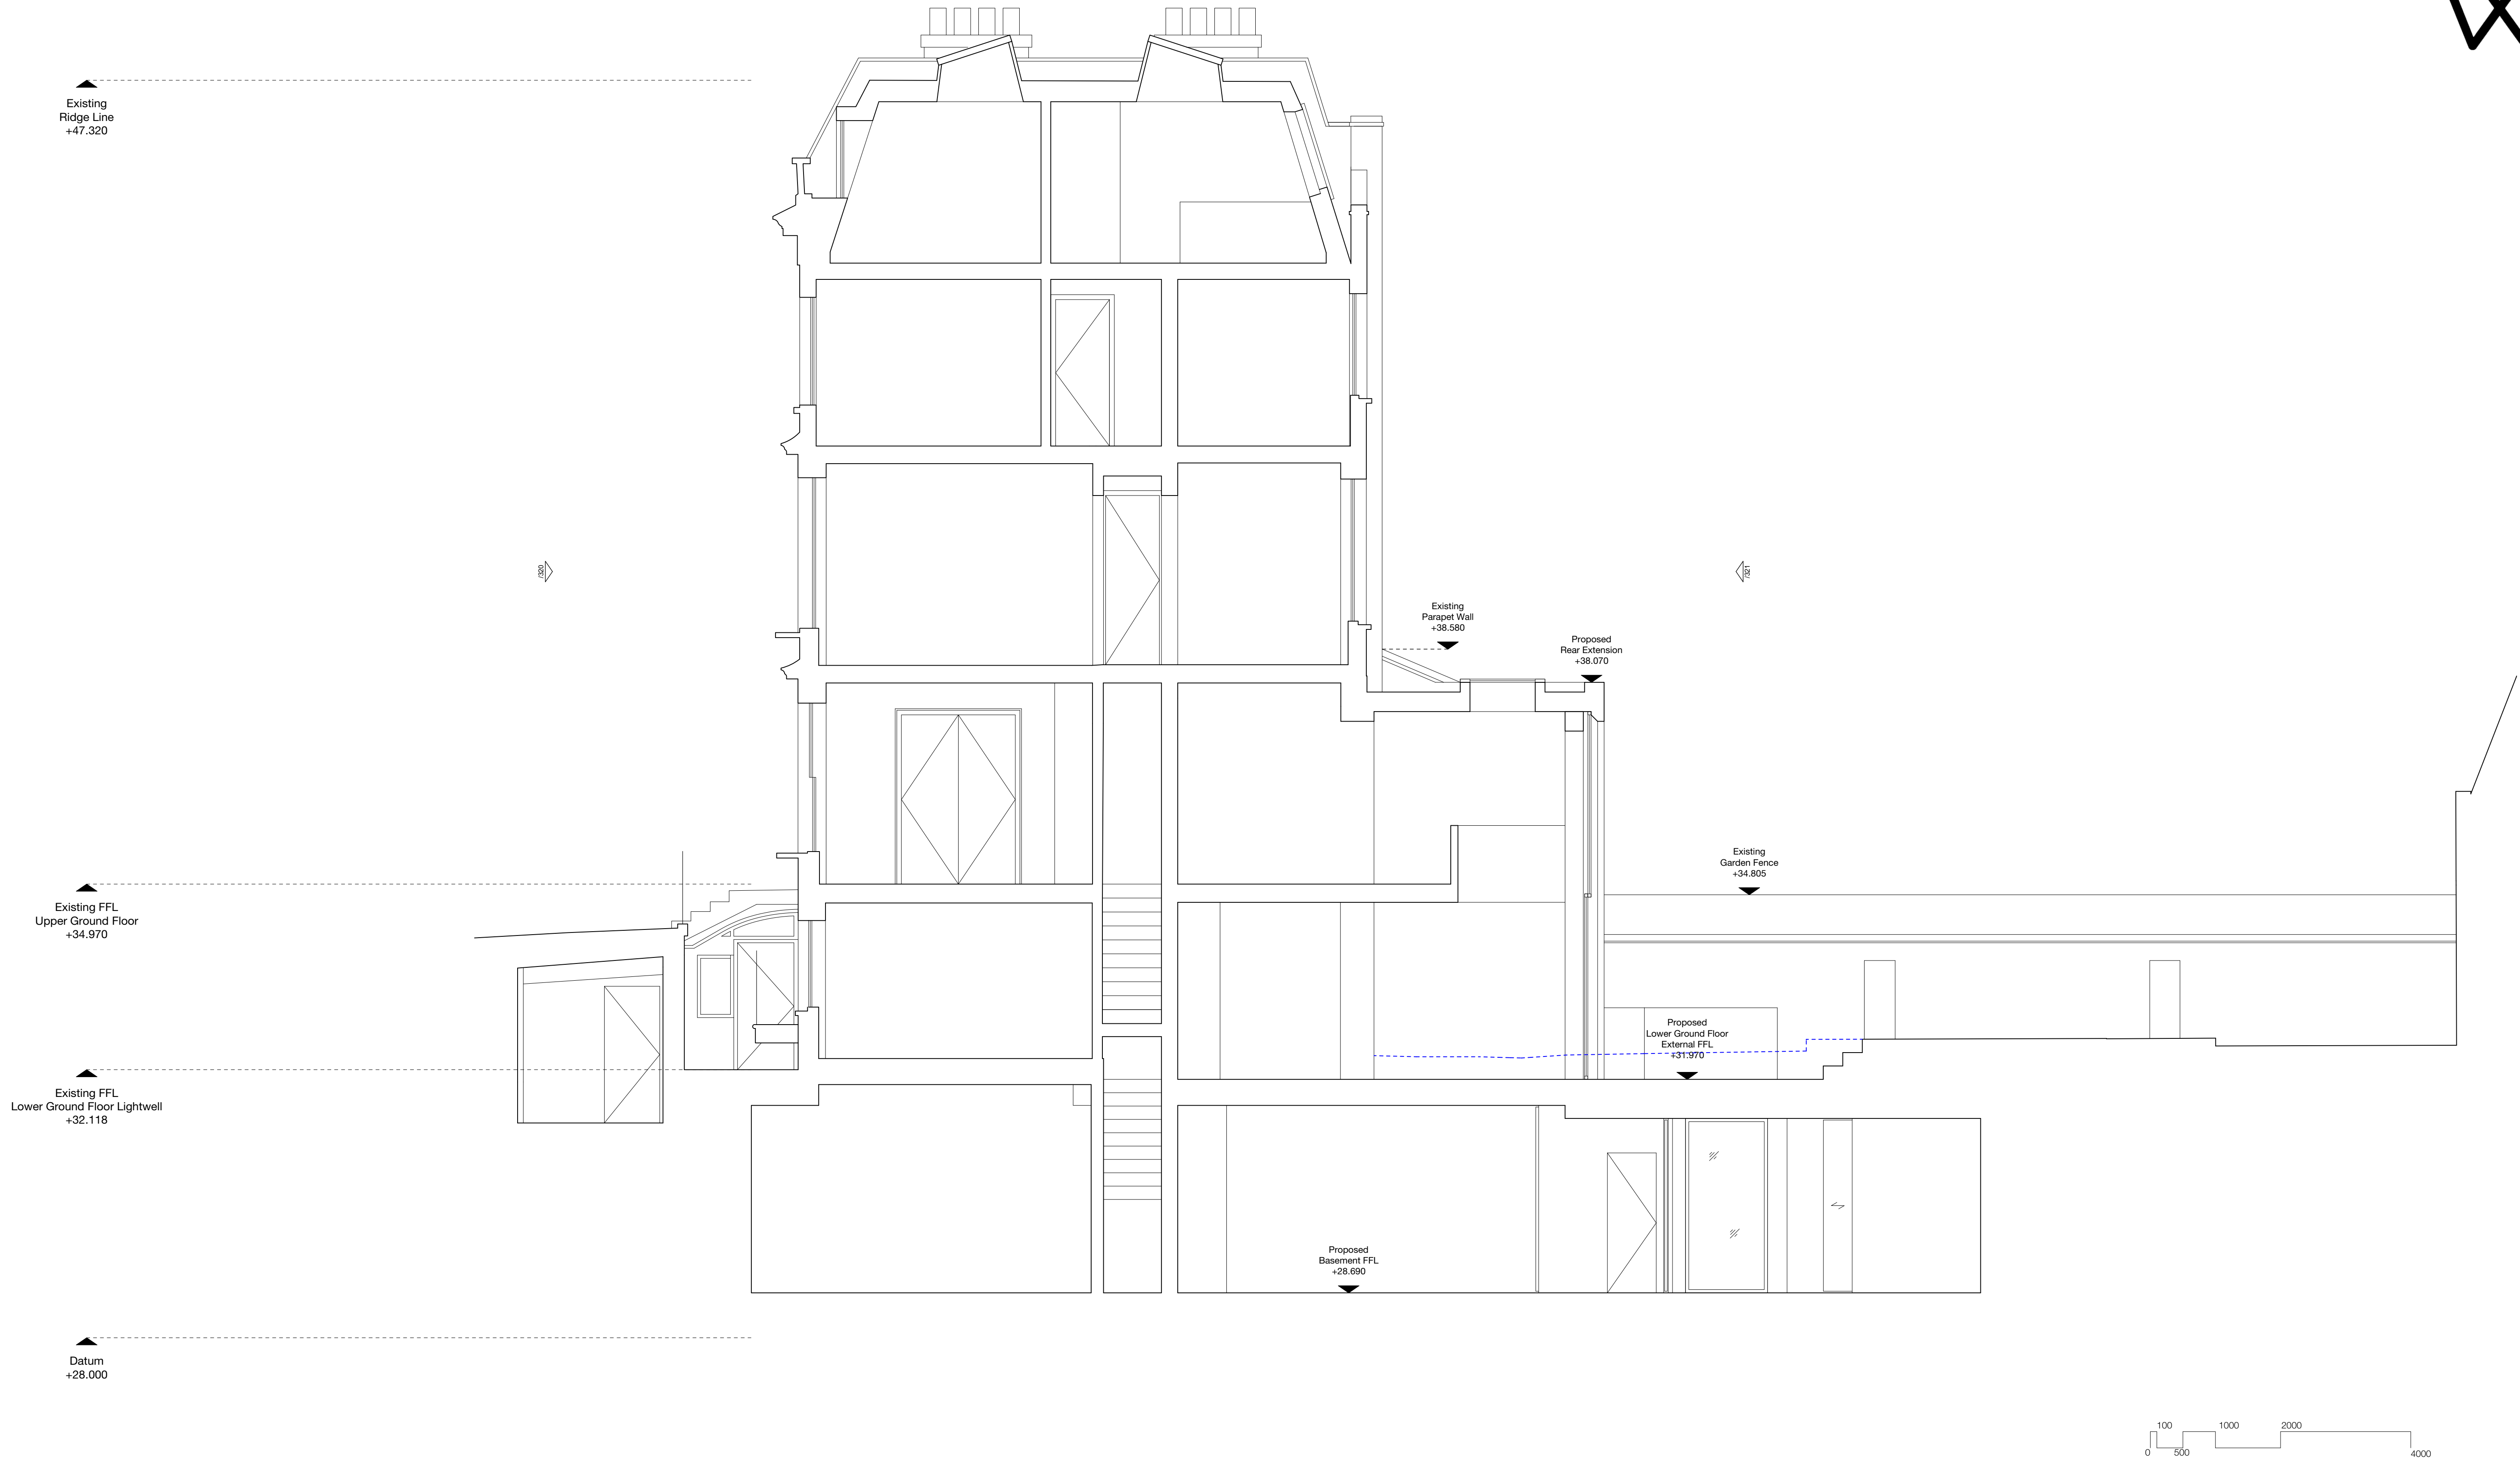 Existing
Ridge Line
+47.320
/320
/321
Existing
Parapet Wall
+38.580
Proposed
Rear Extension
+38.070
Existing
Garden Fence
+34.805
Existing FFL
Upper Ground Floor
+34.970
Proposed
Lower Ground Floor
External FFL
+31.970
Existing FFL
Lower Ground Floor Lightwell
+32.118
Proposed
Basement FFL
+28.690
Datum
+28.000
100 1000 2000
0 500 4000